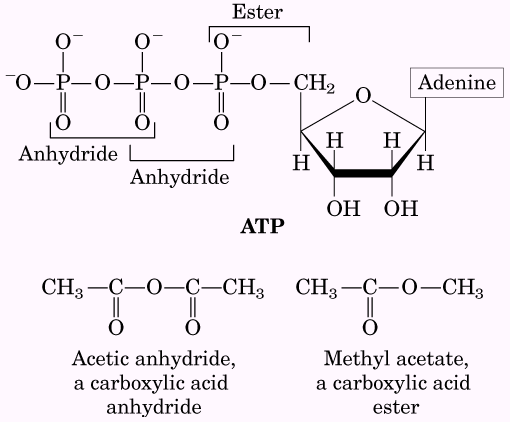 Ester
O⁻ O⁻ O⁻
⁻O—P—O—P—O—P—O—CH₂ Adenine
O O O O
H H H H
Anhydride
Anhydride
OH OH
ATP
CH₃—C—O—C—CH₃ CH₃—C—O—CH₃
O O O
Acetic anhydride,
a carboxylic acid
anhydride
Methyl acetate,
a carboxylic acid
ester